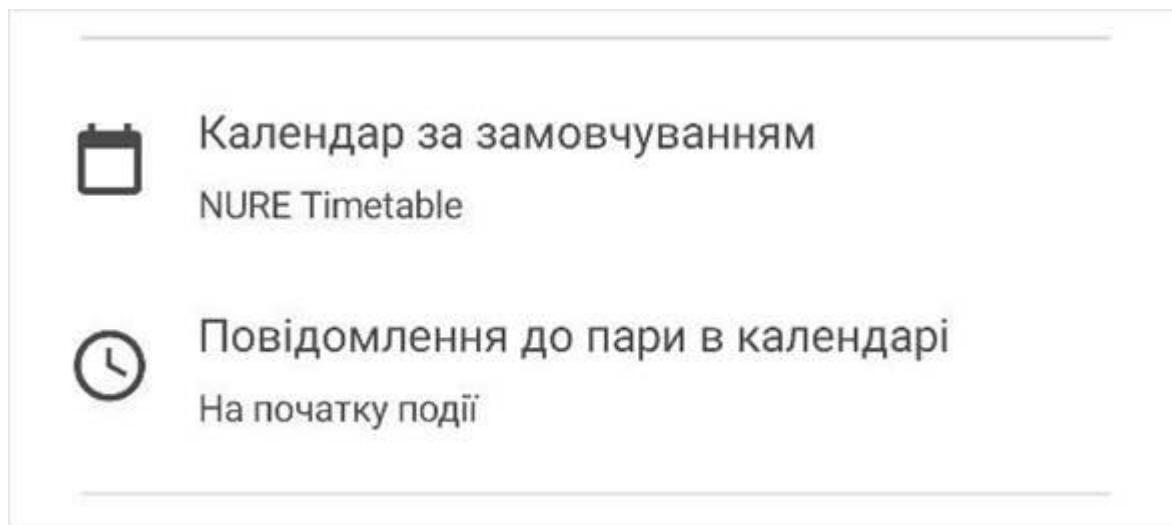 Календар за замовчуванням
NURE Timetable
Повідомлення до пари в календарі
На початку події